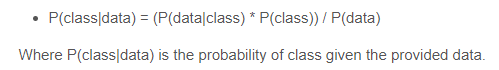 • P(class|data) = (P(data|class) * P(class)) / P(data)
Where P(class|data) is the probability of class given the provided data.